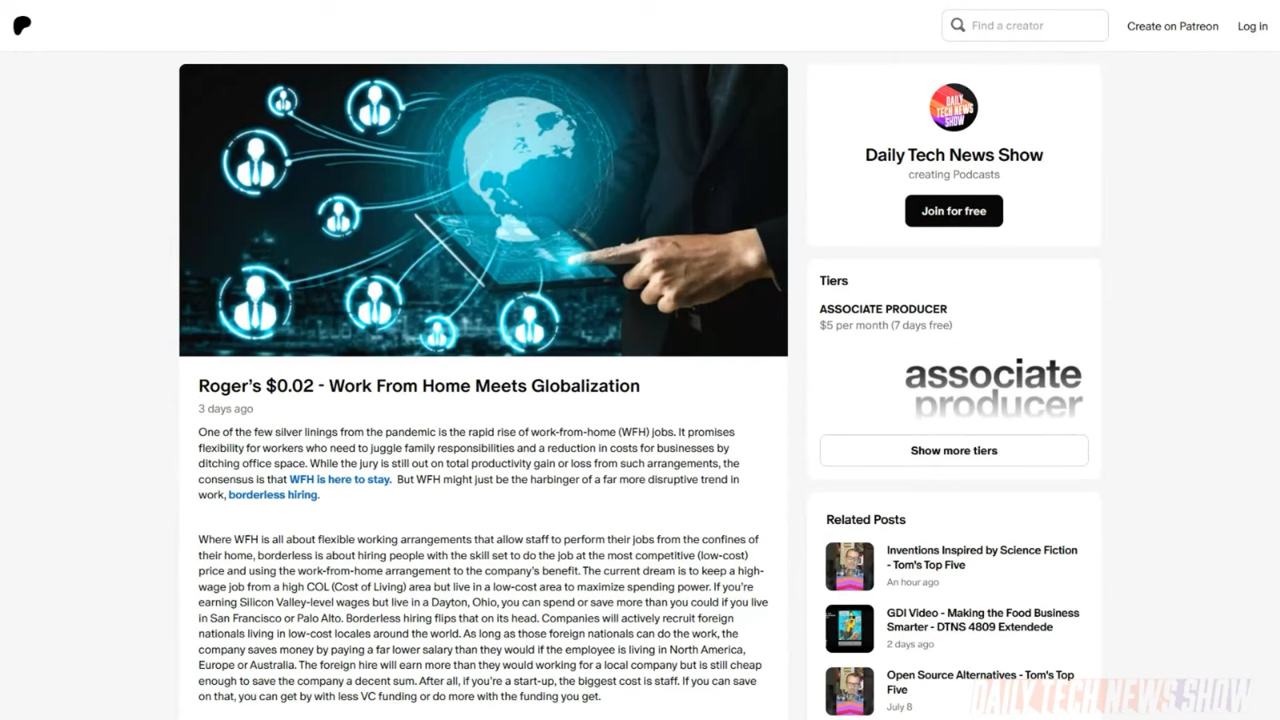 Find a creator
Create on Patreon
Log in
Roger's $0.02 - Work From Home Meets Globalization
3 days ago
One of the few silver linings from the pandemic is the rapid rise of work-from-home (WFH) jobs. It promises
flexibility for workers who need to juggle family responsibilities and a reduction in costs for businesses by
ditching office space. While the jury is still out on total productivity gain or loss from such arrangements, the
consensus is that WFH is here to stay. But WFH might just be the harbinger of a far more disruptive trend in
work, borderless hiring.
Where WFH is all about flexible working arrangements that allow staff to perform their jobs from the confines of
their home, borderless is about hiring people with the skill set to do the job at the most competitive (low-cost)
price and using the work-from-home arrangement to the company's benefit. The current dream is to keep a high-
wage job from a high COL (Cost of Living) area but live in a low-cost area to maximize spending power. If you're
earning Silicon Valley-level wages but live in a Dayton, Ohio, you can spend or save more than you could if you live
in San Francisco or Palo Alto. Borderless hiring flips that on its head. Companies will actively recruit foreign
nationals living in low-cost locales around the world. As long as those foreign nationals can do the work, the
company saves money by paying a far lower salary than they would if the employee is living in North America,
Europe or Australia. The foreign hire will earn more than they would working for a local company but is still cheap
enough to save the company a decent sum. After all, if you're a start-up, the biggest cost is staff. If you can save
on that, you can get by with less VC funding or do more with the funding you get.
DAILY
TECH NEWS
SHOW
Daily Tech News Show
creating Podcasts
Join for free
Tiers
ASSOCIATE PRODUCER
$5 per month (7 days free)
associate
producer
Show more tiers
Related Posts
Inventions Inspired by Science Fiction
- Tom's Top Five
An hour ago
GDI Video - Making the Food Business
Smarter - DTNS 4809 Extendede
2 days ago
Open Source Alternatives - Tom's Top
Five
July 8
DAILY TECH NEWS SHOW